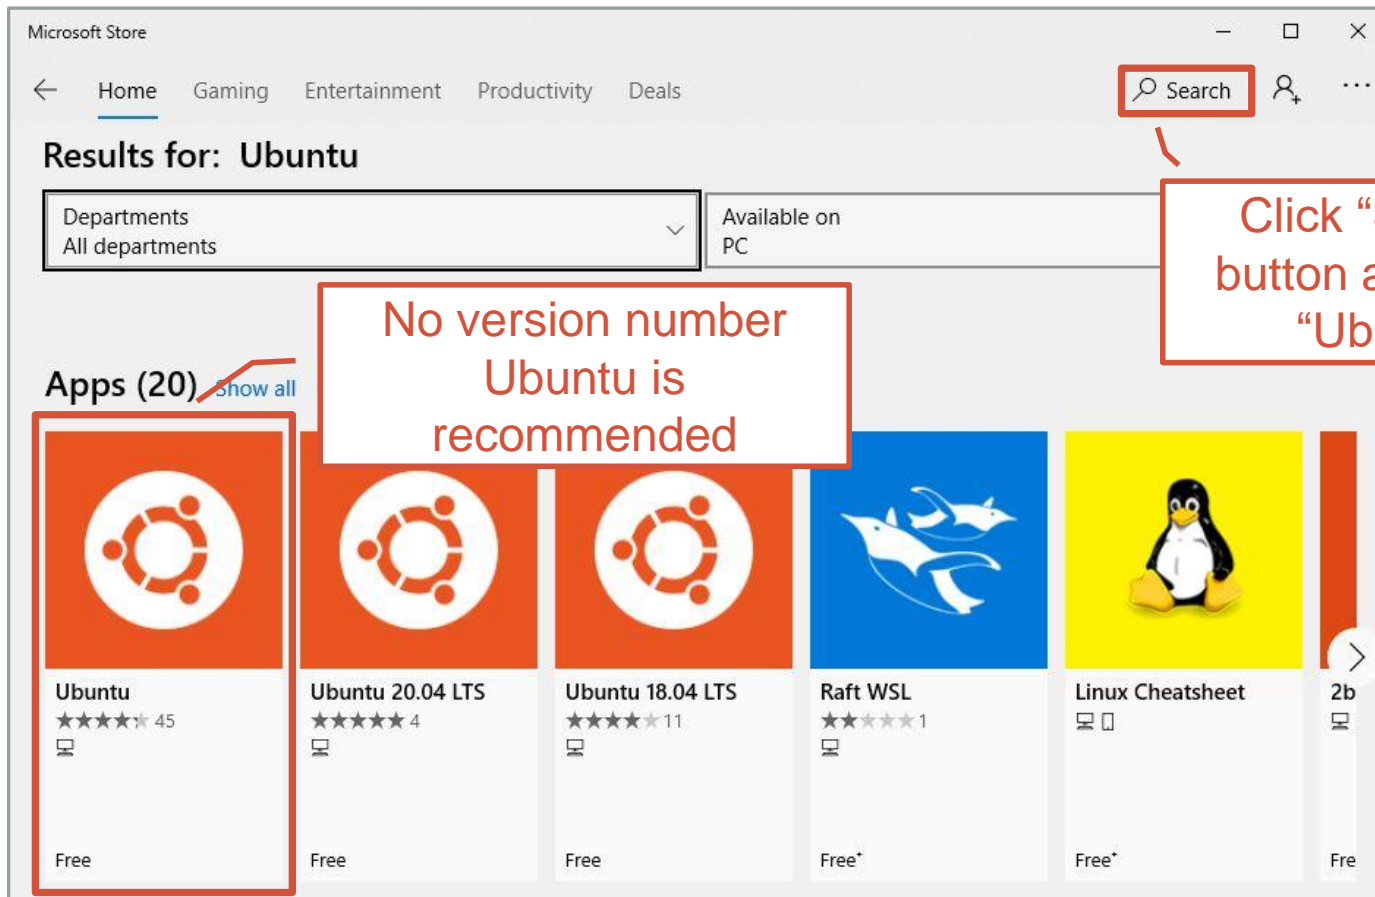 Microsoft Store
Home Gaming Entertainment Productivity Deals Search
Results for: Ubuntu
Departments
All departments
Available on
PC
Click “
button
“Ub
No version number
Ubuntu is
recommended
Apps (20) Show all
Ubuntu
45
Free
Ubuntu 20.04 LTS
4
Free
Ubuntu 18.04 LTS
11
Free
Raft WSL
1
Free⁺
Linux Cheatsheet
Free⁺
2b
Fre